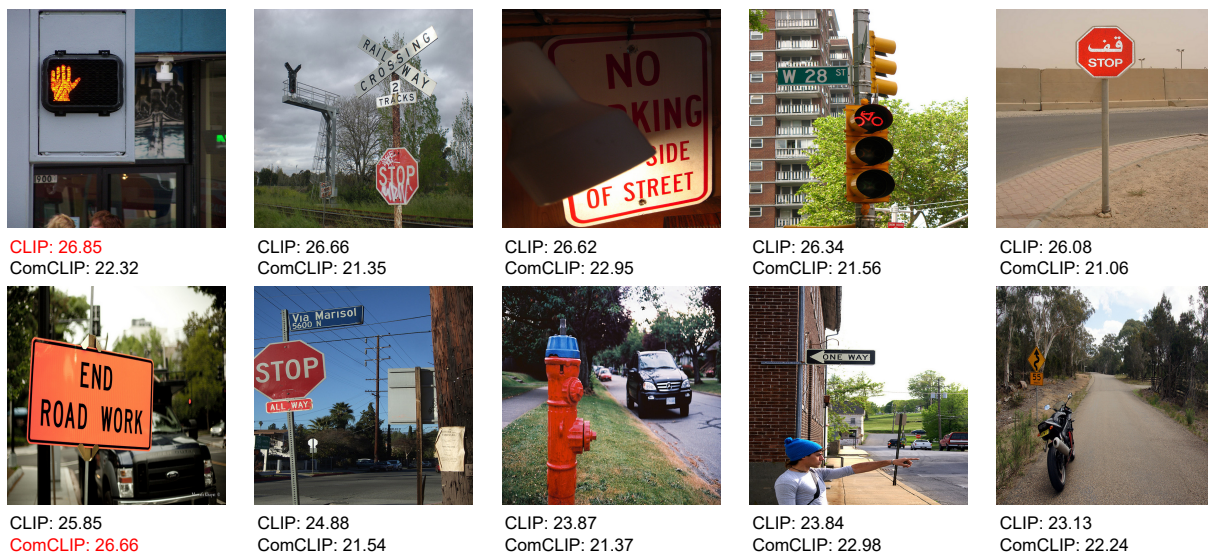 900
RAIL
CROSSING
WAY
2
TRACKS
STOP
NO
KING
SIDE
OF STREET
W 28 ST
قف
STOP
CLIP: 26.85
ComCLIP: 22.32
CLIP: 26.66
ComCLIP: 21.35
CLIP: 26.62
ComCLIP: 22.95
CLIP: 26.34
ComCLIP: 21.56
CLIP: 26.08
ComCLIP: 21.06
END
ROAD WORK
Via Marisol
5600 N
STOP
ALL WAY
ONE WAY
55
CLIP: 25.85
ComCLIP: 26.66
CLIP: 24.88
ComCLIP: 21.54
CLIP: 23.87
ComCLIP: 21.37
CLIP: 23.84
ComCLIP: 22.98
CLIP: 23.13
ComCLIP: 22.24